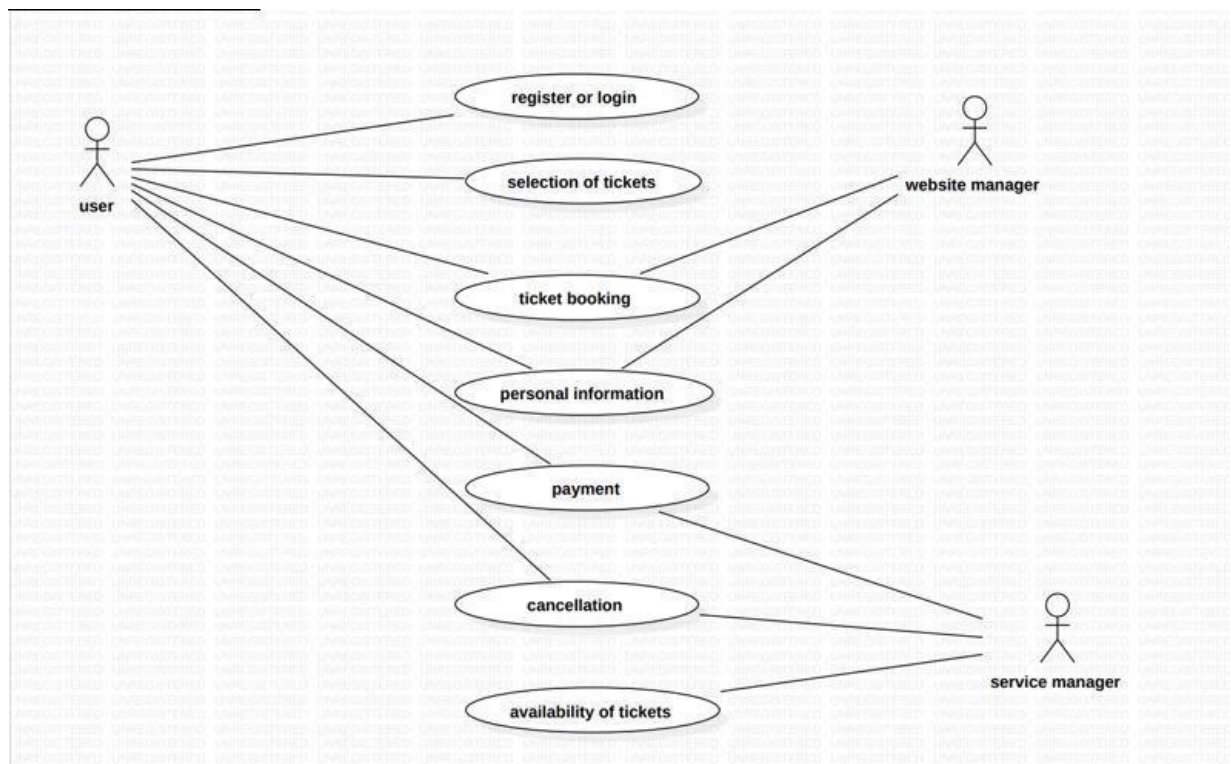 register or login
user
selection of tickets
website manager
ticket booking
personal information
payment
cancellation
service manager
availability of tickets
UNREGISTERED